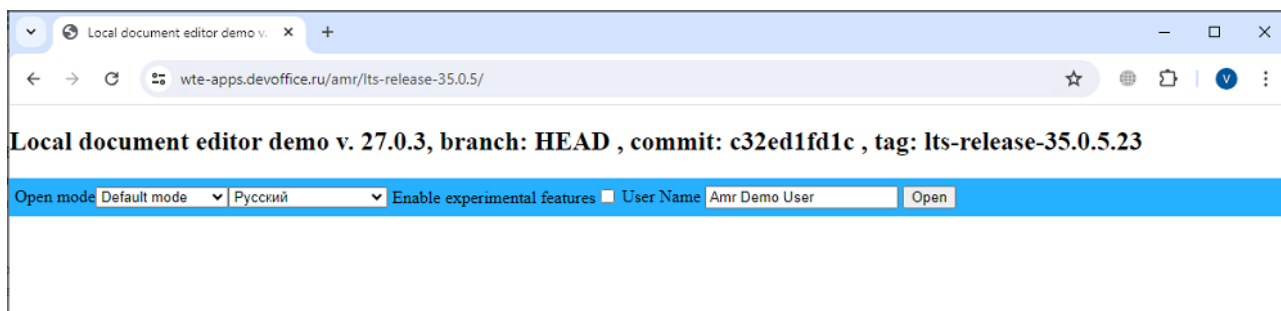 Local document editor demo v.
wte-apps.devoffice.ru/amr/lts-release-35.0.5/
V
Local document editor demo v. 27.0.3, branch: HEAD , commit: c32ed1fd1c , tag: lts-release-35.0.5.23
Open mode Default mode Русский Enable experimental features User Name Amr Demo User Open